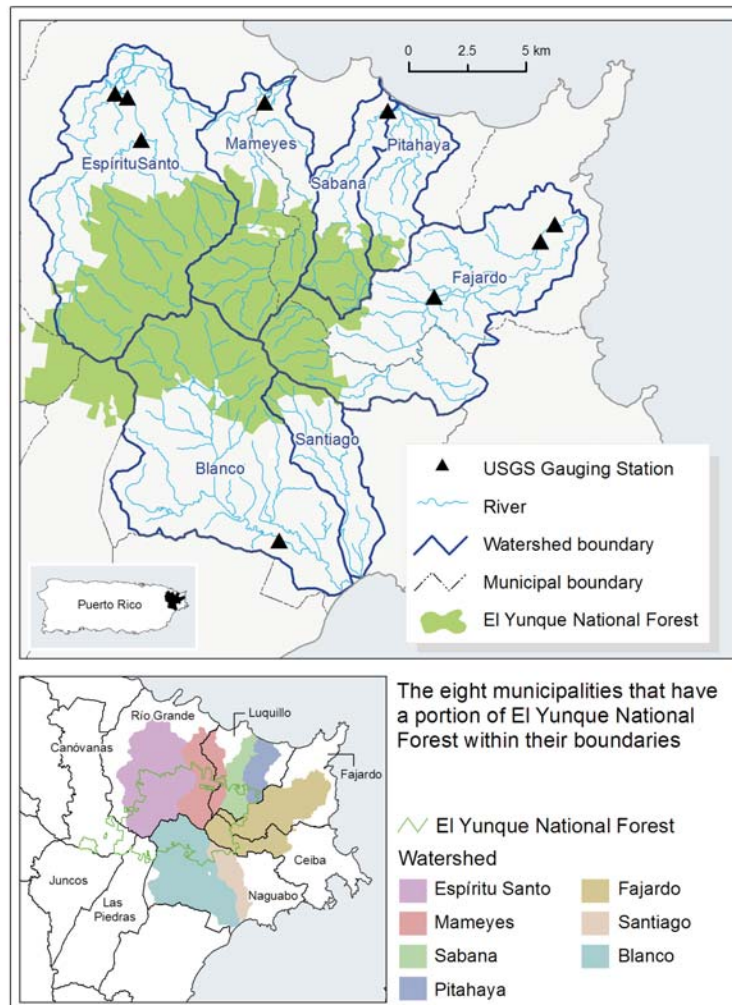 0 2.5 5 km
EspírituSanto
Mameyes
Pitahaya
Sabana
Fajardo
Santiago
Blanco
USGS Gauging Station
River
Watershed boundary
Municipal boundary
El Yunque National Forest
Puerto Rico
The eight municipalities that have
a portion of El Yunque National
Forest within their boundaries
Río Grande
Luquillo
Canóvanas
Fajardo
Ceiba
Juncos
Las
Piedras
Naguabo
El Yunque National Forest
Watershed
Espíritu Santo
Mameyes
Sabana
Pitahaya
Fajardo
Santiago
Blanco